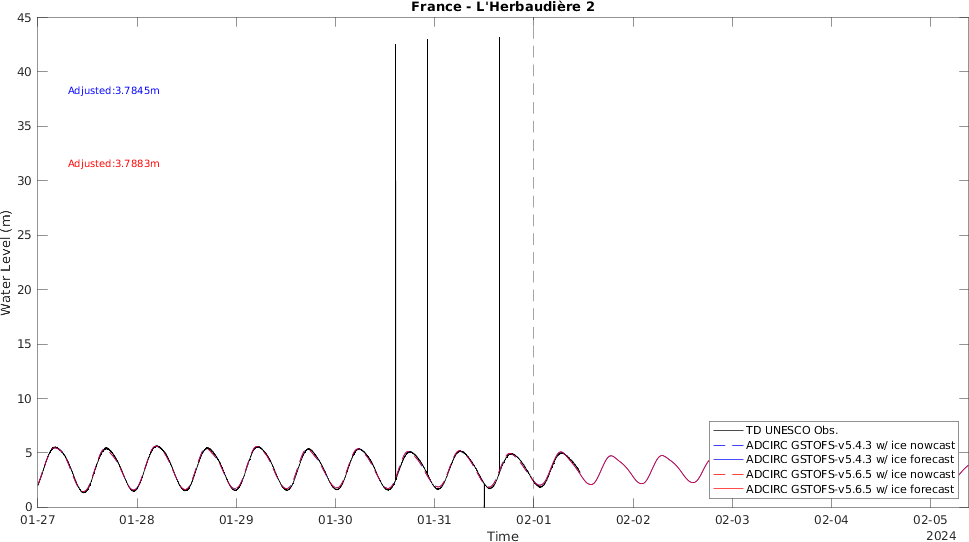 France - L'Herbaudière 2
45
40
35
30
25
20
15
10
5
0
Water Level (m)
Adjusted:3.7845m
Adjusted:3.7883m
TD UNESCO Obs.
ADCIRC GSTOFS-v5.4.3 w/ ice nowcast
ADCIRC GSTOFS-v5.4.3 w/ ice forecast
ADCIRC GSTOFS-v5.6.5 w/ ice nowcast
ADCIRC GSTOFS-v5.6.5 w/ ice forecast
01-27 01-28 01-29 01-30 01-31 02-01 02-02 02-03 02-04 02-05
Time
2024